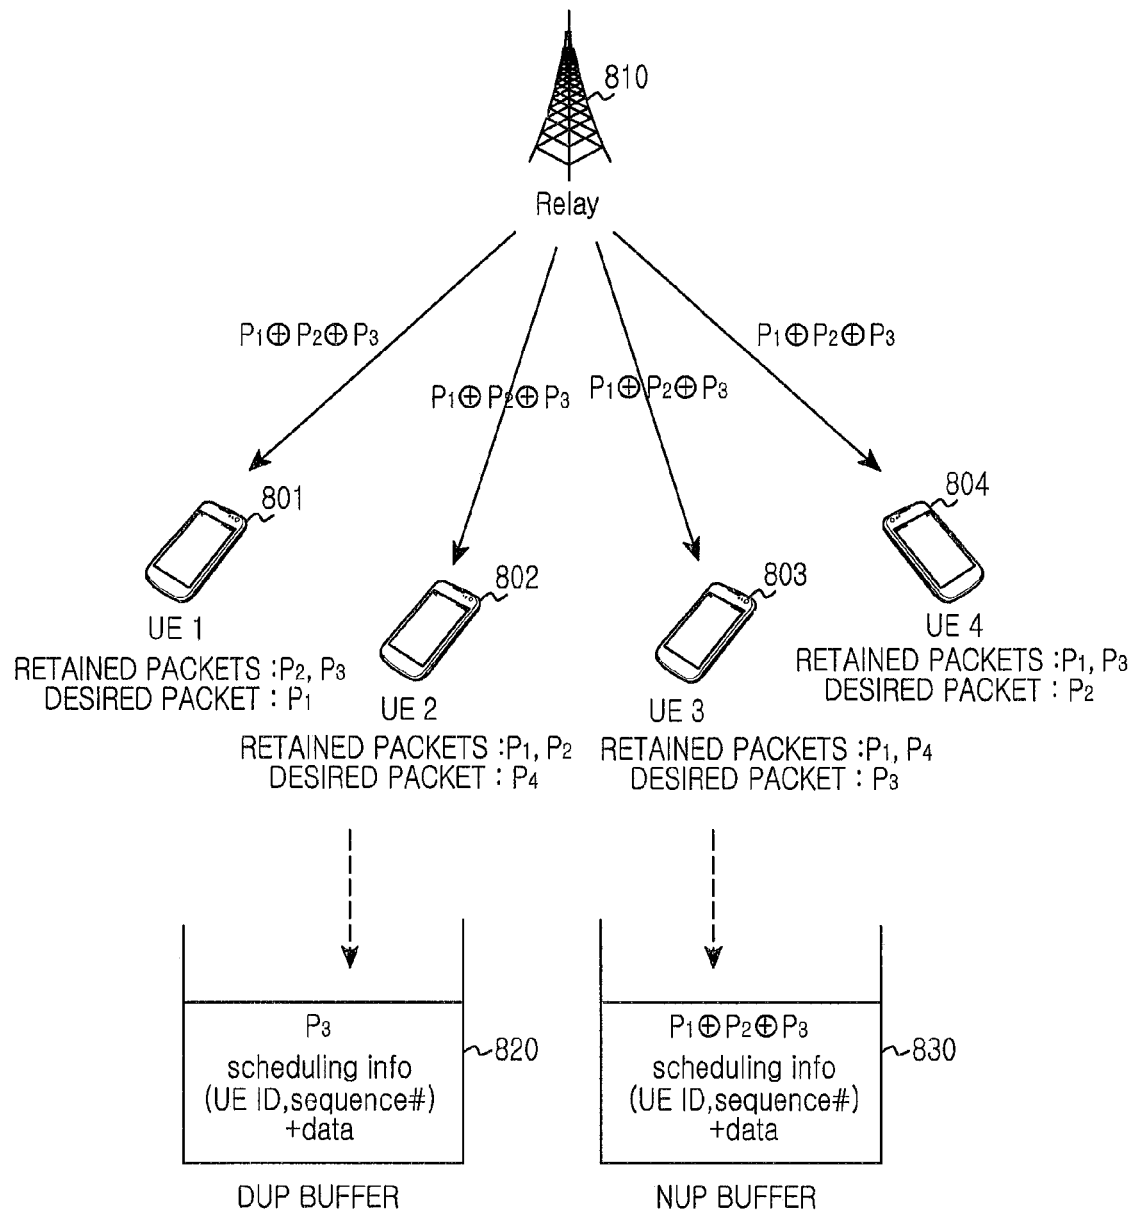 810
Relay
P1⊕P2⊕P3
P1⊕P2⊕P3
P1⊕P2⊕P3
P1⊕P2⊕P3
801
UE 1
RETAINED PACKETS :P2, P3
DESIRED PACKET : P1
802
UE 2
RETAINED PACKETS :P1, P2
DESIRED PACKET : P4
803
UE 3
RETAINED PACKETS :P1, P4
DESIRED PACKET : P3
804
UE 4
RETAINED PACKETS :P1, P3
DESIRED PACKET : P2
P3
scheduling info
(UE ID,sequence#)
+data
820
DUP BUFFER
P1⊕P2⊕P3
scheduling info
(UE ID,sequence#)
+data
830
NUP BUFFER